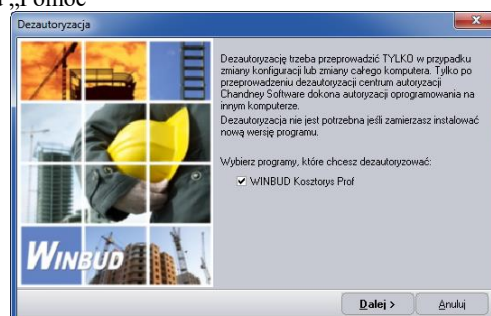 „Pomoc
Dezautoryzacja
Dezautoryzację trzeba przeprowadzić TYLKO w przypadku
zmiany konfiguracji lub zmiany całego komputera. Tylko po
przeprowadzeniu dezautoryzacji centrum autoryzacji
Chandney Software dokona autoryzacji oprogramowania na
innym komputerze.
Dezautoryzacja nie jest potrzebna jeśli zamierzasz instalować
nową wersję programu.
Wybierz programy, które chcesz dezautoryzować:
WINBUD Kosztorys Prof
WINBUD
Dalej >
Anuluj